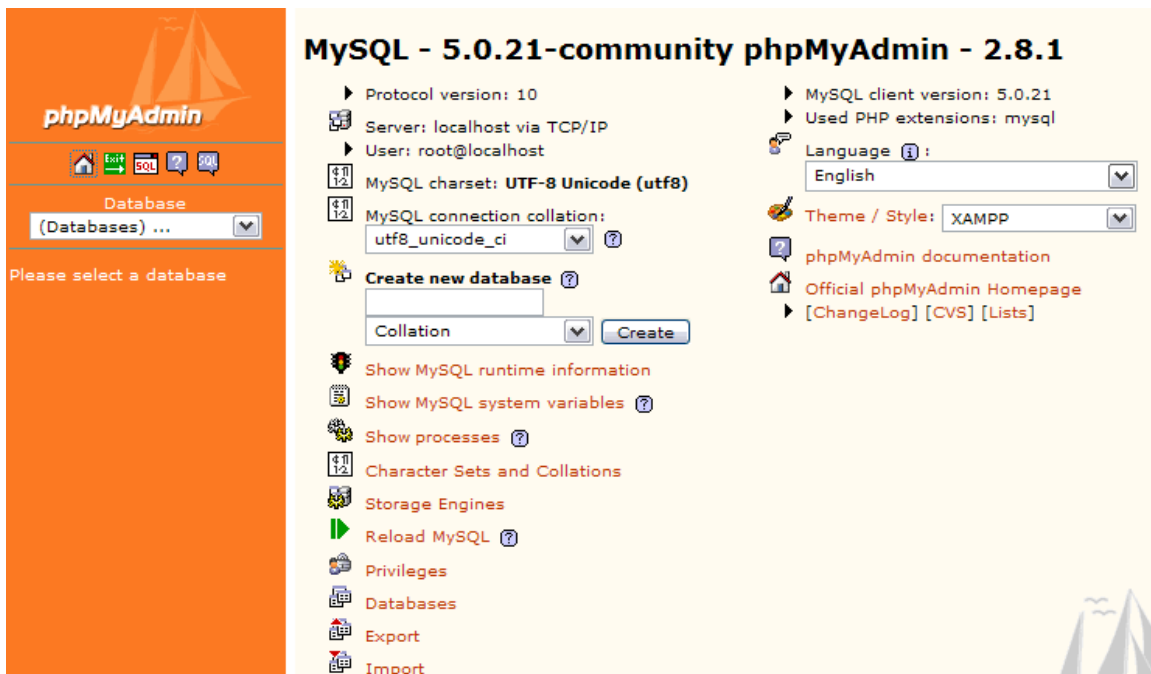 phpMyAdmin
Exit
SQL
?
SQL
Database
(Databases) ...
Please select a database
MySQL - 5.0.21-community phpMyAdmin - 2.8.1
Protocol version: 10
Server: localhost via TCP/IP
User: root@localhost
MySQL charset: UTF-8 Unicode (utf8)
MySQL connection collation:
utf8_unicode_ci ?
Create new database ?
Collation Create
Show MySQL runtime information
Show MySQL system variables ?
Show processes ?
Character Sets and Collations
Storage Engines
Reload MySQL ?
Privileges
Databases
Export
Import
MySQL client version: 5.0.21
Used PHP extensions: mysql
Language i :
English
Theme / Style: XAMPP
? phpMyAdmin documentation
Official phpMyAdmin Homepage
[ChangeLog] [CVS] [Lists]